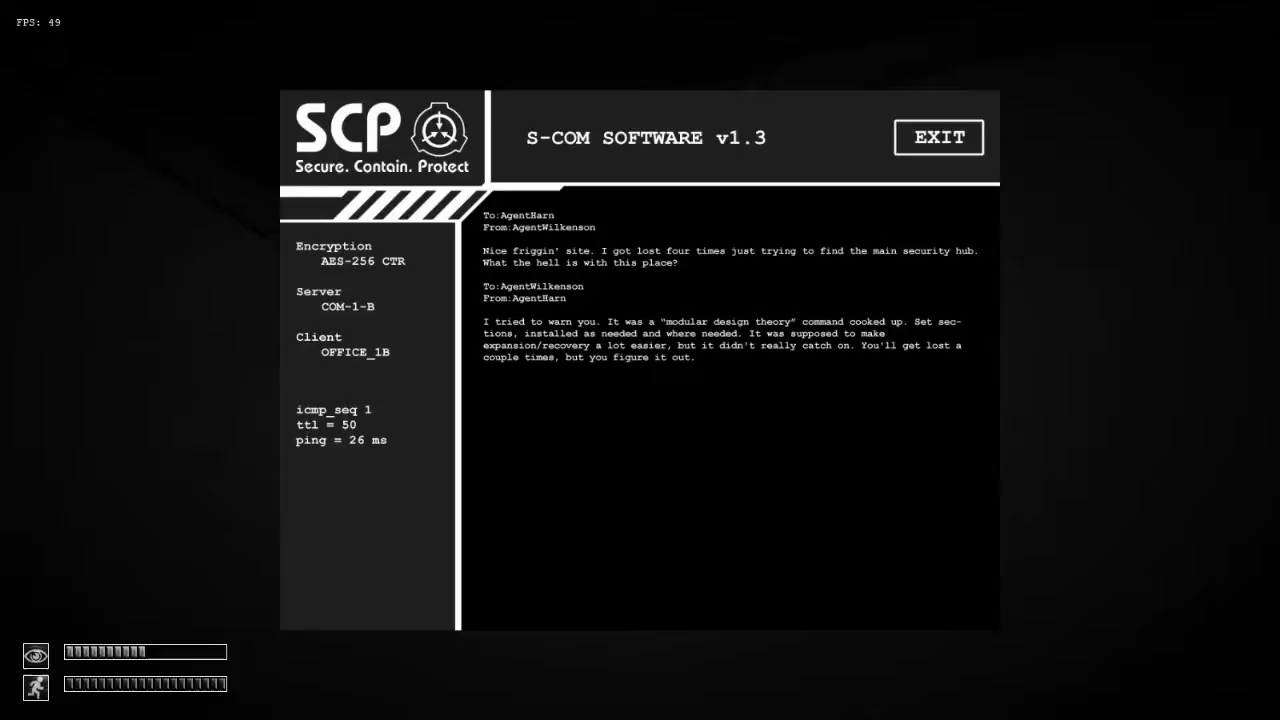 FPS: 49
SCP
Secure. Contain. Protect
S-COM SOFTWARE v1.3
EXIT
Encryption
AES-256 CTR
Server
COM-1-B
Client
OFFICE_1B
icmp_seq 1
ttl = 50
ping = 26 ms
To:AgentHarn
From:AgentWilkenson
Nice friggin' site. I got lost four times just trying to find the main security hub.
What the hell is with this place?
To:AgentWilkenson
From:AgentHarn
I tried to warn you. It was a "modular design theory" command cooked up. Set sec-
tions, installed as needed and where needed. It was supposed to make
expansion/recovery a lot easier, but it didn't really catch on. You'll get lost a
couple times, but you figure it out.